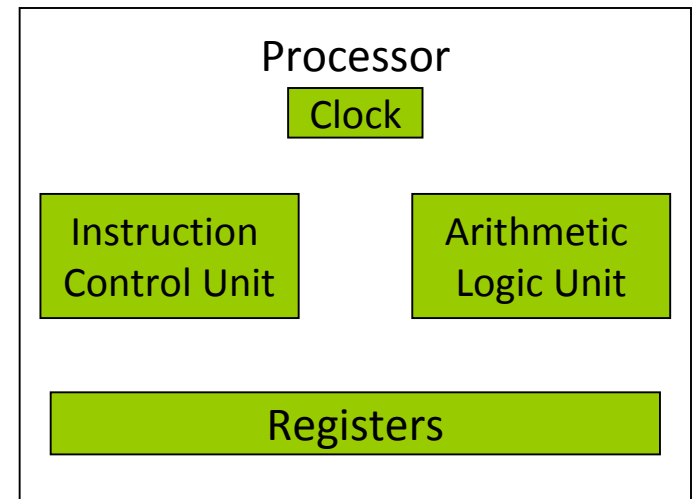 Processor
Clock
Instruction
Control Unit
Arithmetic
Logic Unit
Registers